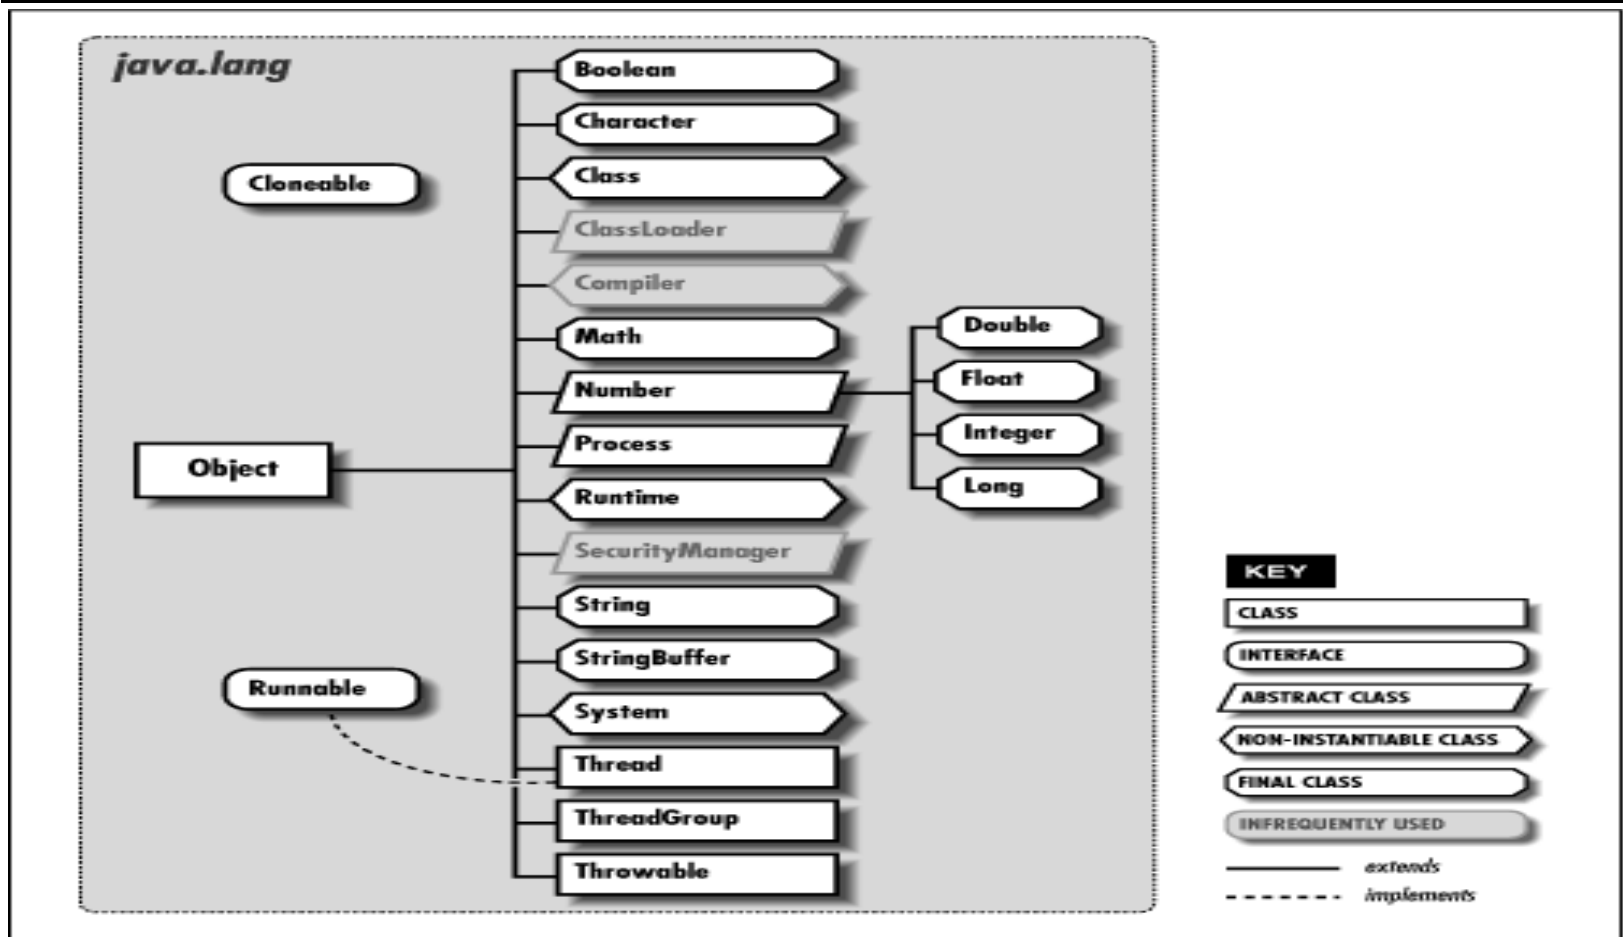 java.lang
Cloneable
Object
Runnable
Boolean
Character
Class
ClassLoader
Compiler
Math
Number
Process
Runtime
SecurityManager
String
StringBuffer
System
Thread
ThreadGroup
Throwable
Double
Float
Integer
Long
KEY
CLASS
INTERFACE
ABSTRACT CLASS
NON-INSTANTIABLE CLASS
FINAL CLASS
INFREQUENTLY USED
extends
implements